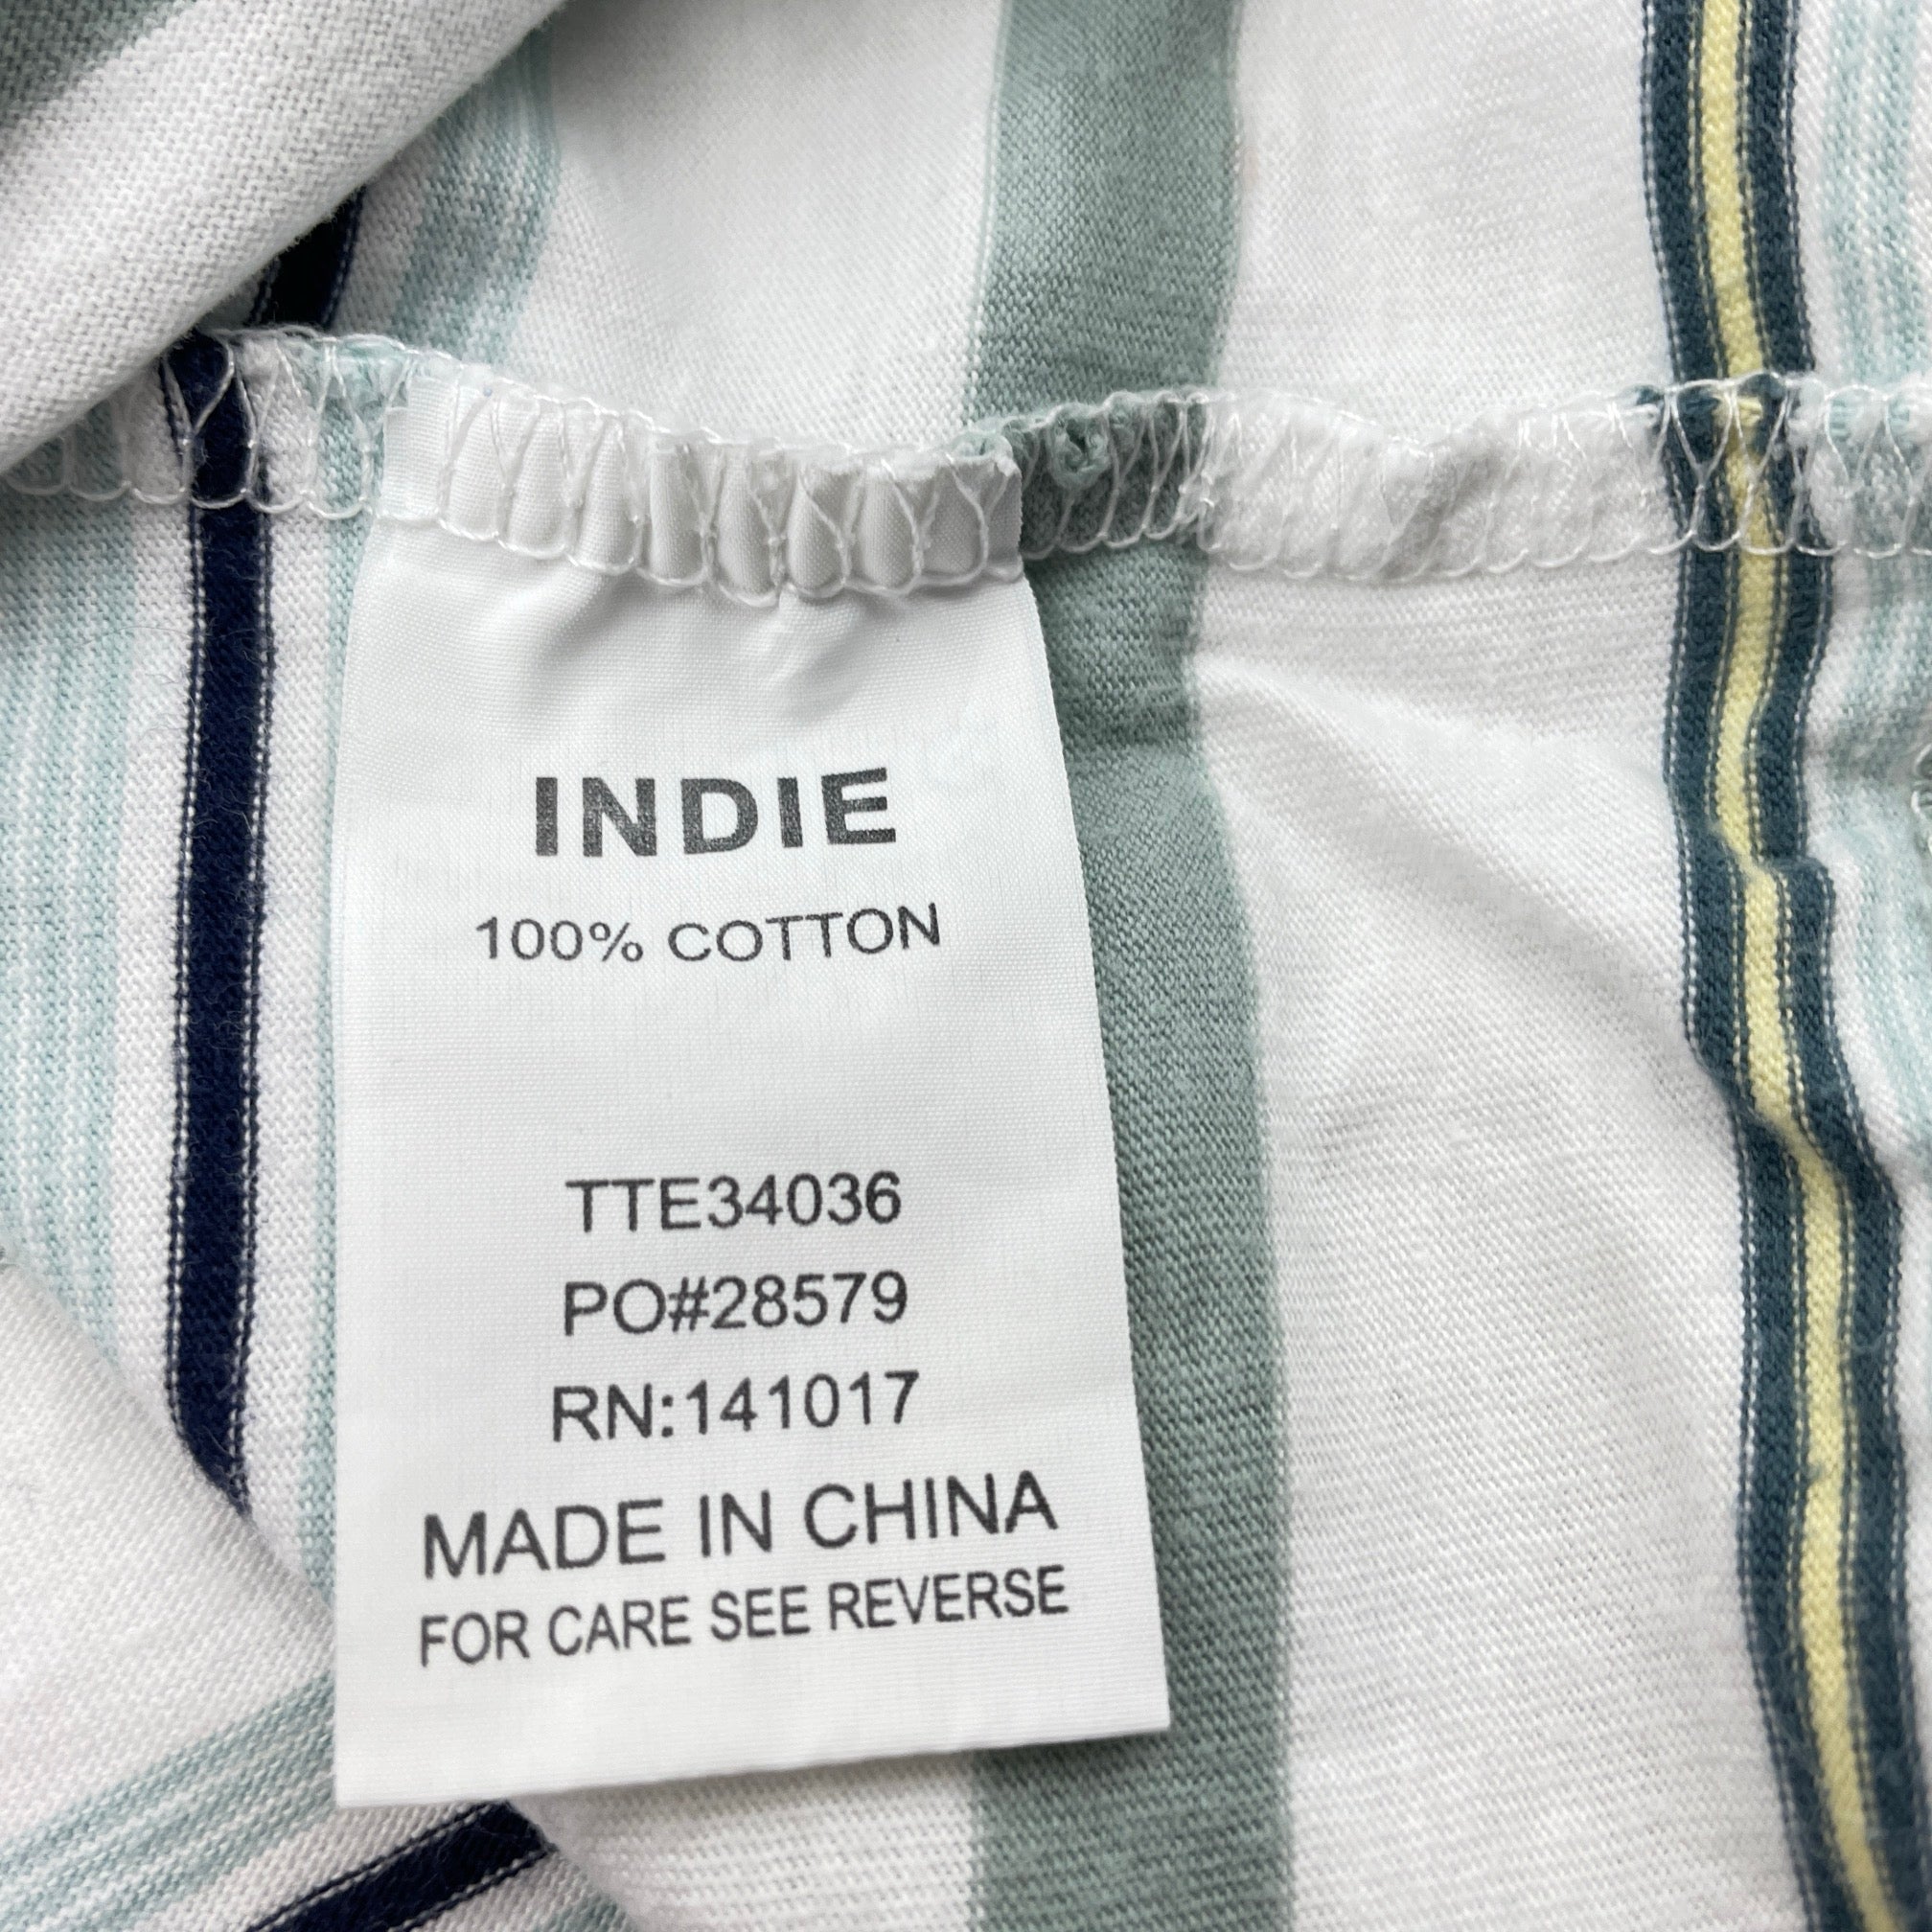 INDIE
100% COTTON
TTE34036
PO#28579
RN:141017
MADE IN CHINA
FOR CARE SEE REVERSE